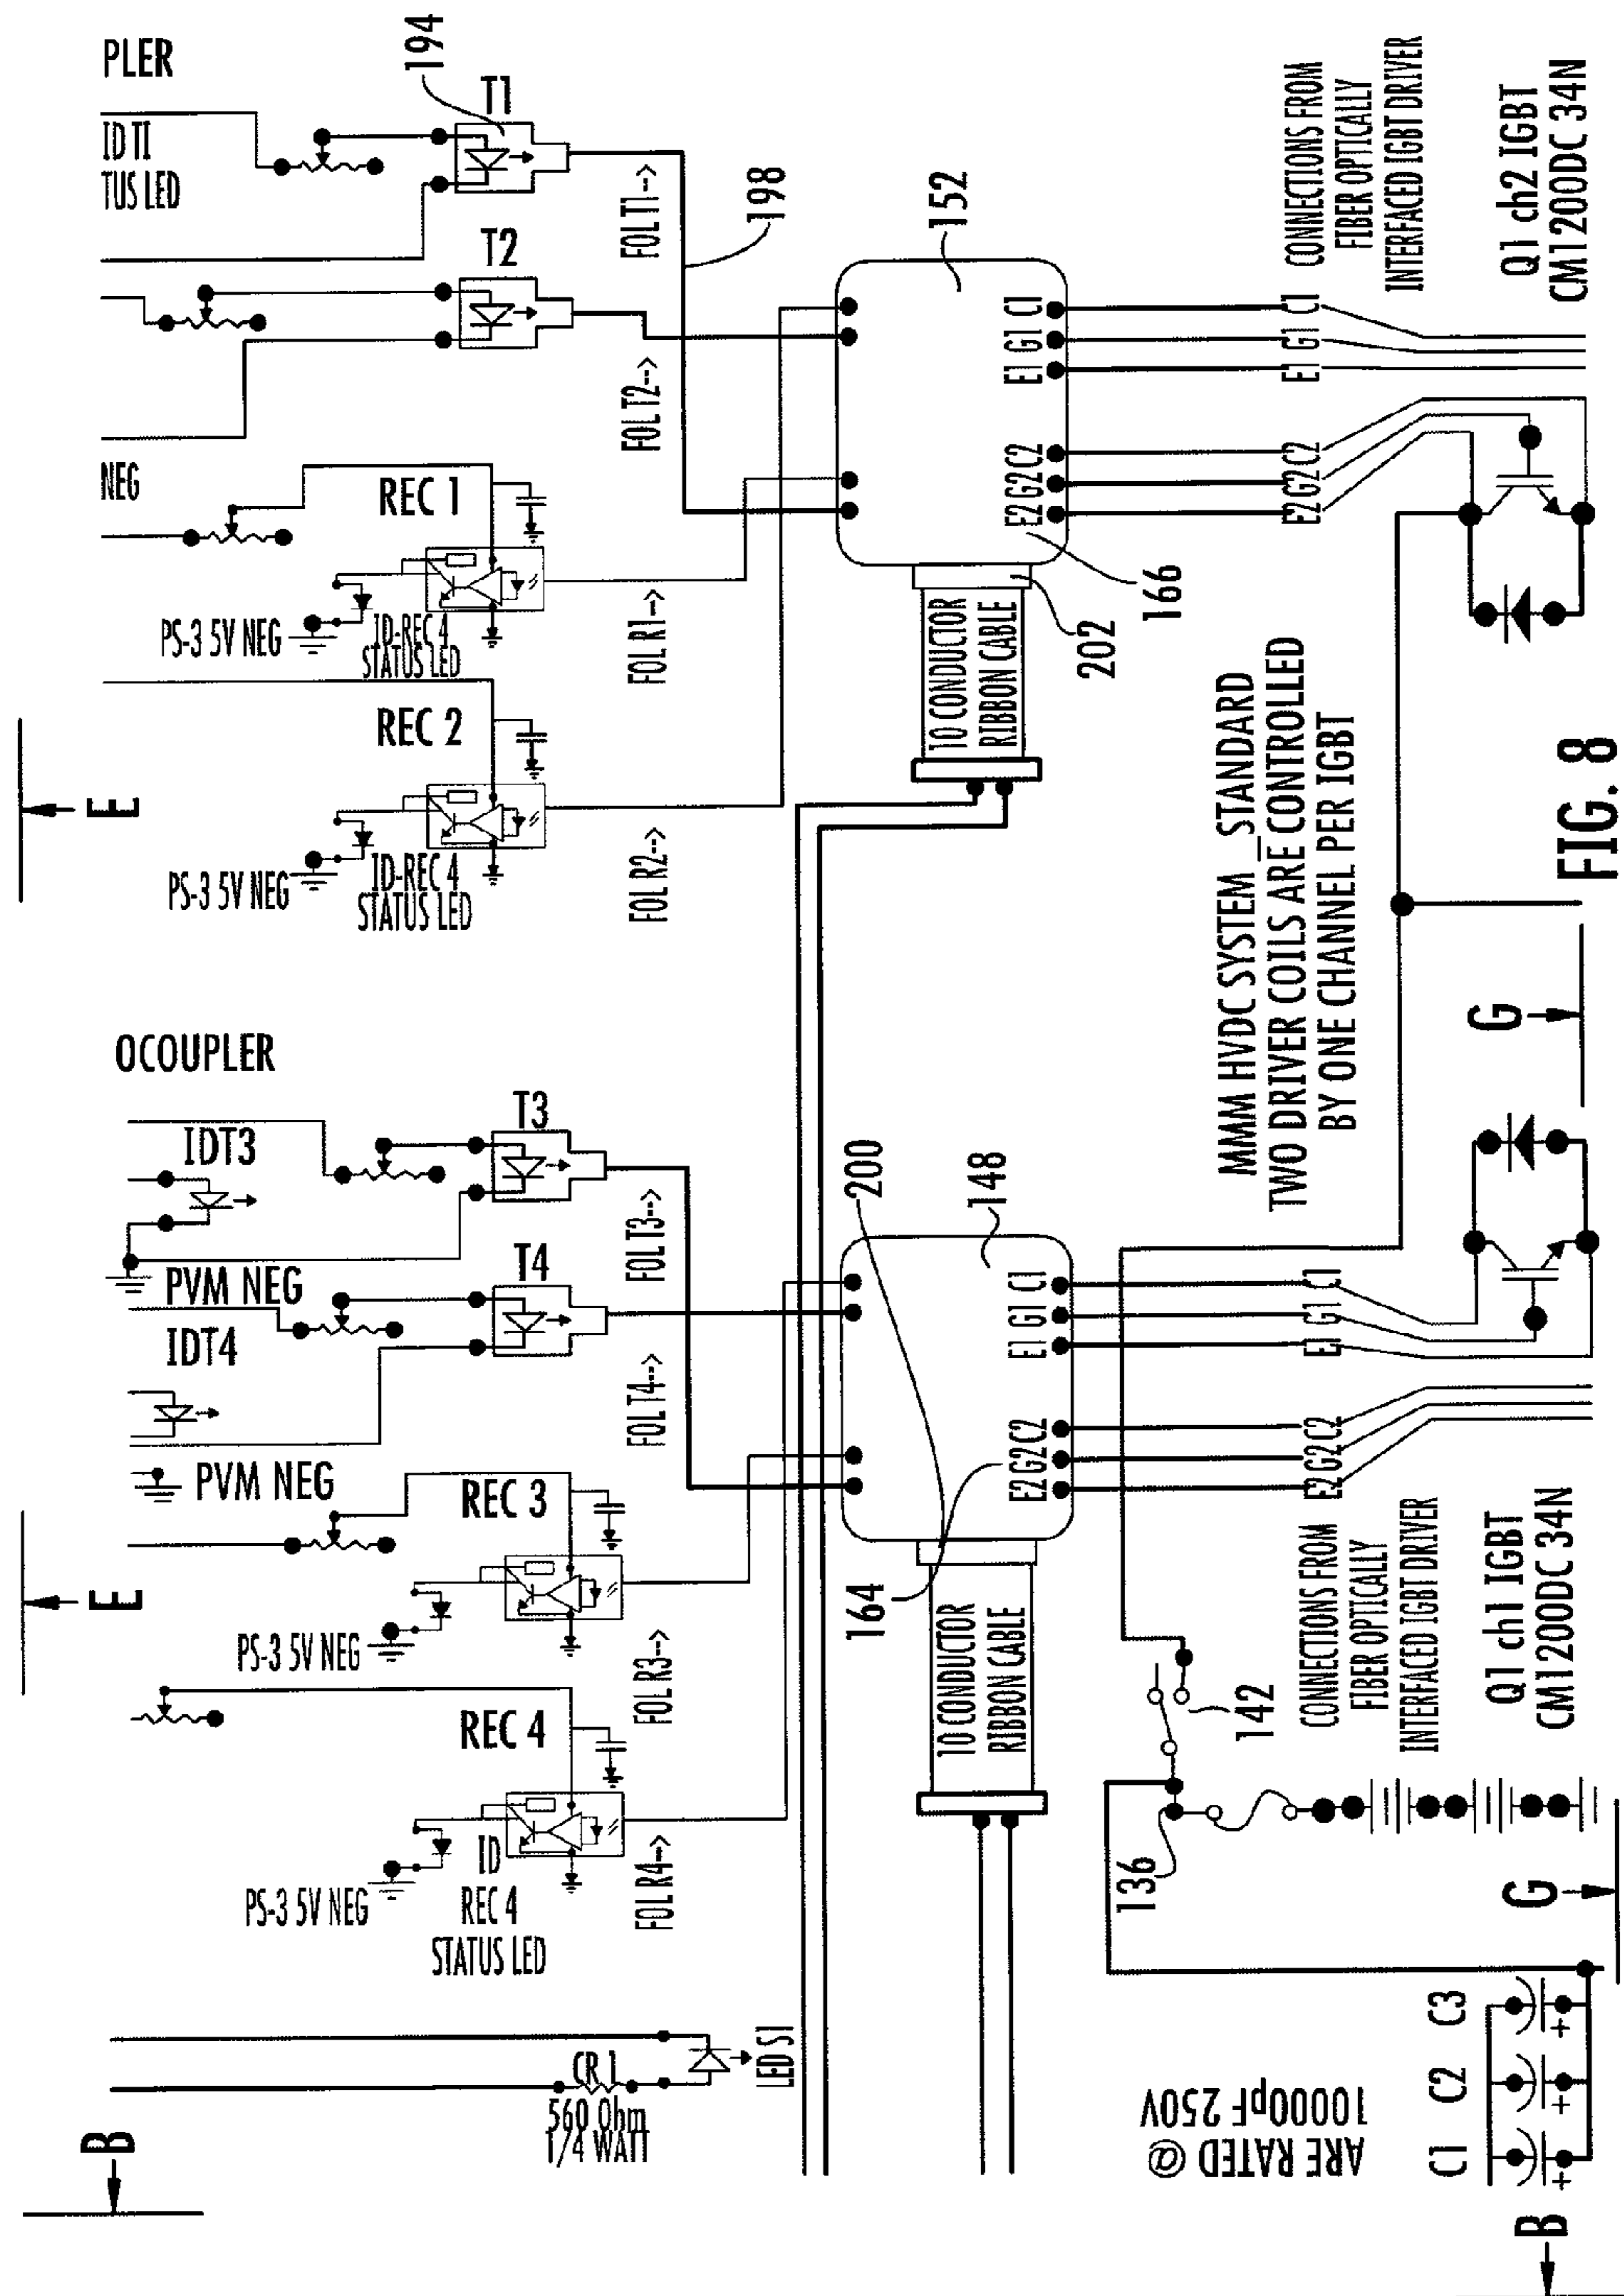 PLER
194
ID TI
TUS LED
T1
T2
FOL T1-->
198
FOL T2-->
NEG
REC 1
PS-3 5V NEG
ID-REC 4
STATUS LED
FOL R1-->
E
REC 2
PS-3 5V NEG
ID-REC 4
STATUS LED
FOL R2-->
152
E2 G2 C2
E1 G1 C1
166
202
10 CONDUCTOR
RIBBON CABLE
E2 G2 C2
E1 G1 C1
CONNECTIONS FROM
FIBER OPTICALLY
INTERFACED IGBT DRIVER
Q1 ch2 IGBT
CM1200DC 34N
MMM HVDC SYSTEM_STANDARD
TWO DRIVER COILS ARE CONTROLLED
BY ONE CHANNEL PER IGBT
FIG. 8
OCOUPLER
IDT3
T3
PVM NEG
IDT4
T4
FOL T3-->
FOL T4-->
PVM NEG
REC 3
PS-3 5V NEG
FOL R3-->
E
REC 4
PS-3 5V NEG
ID
REC 4
STATUS LED
FOL R4-->
200
148
E2 G2 C2
E1 G1 C1
164
10 CONDUCTOR
RIBBON CABLE
E2 G2 C2
E1 G1 C1
CONNECTIONS FROM
FIBER OPTICALLY
INTERFACED IGBT DRIVER
Q1 ch1 IGBT
CM1200DC 34N
G
142
136
G
B
CR 1
560 Ohm
1/4 WATT
LED S1
ARE RATED @
10000pF 250V
C1 C2 C3
+ + +
B